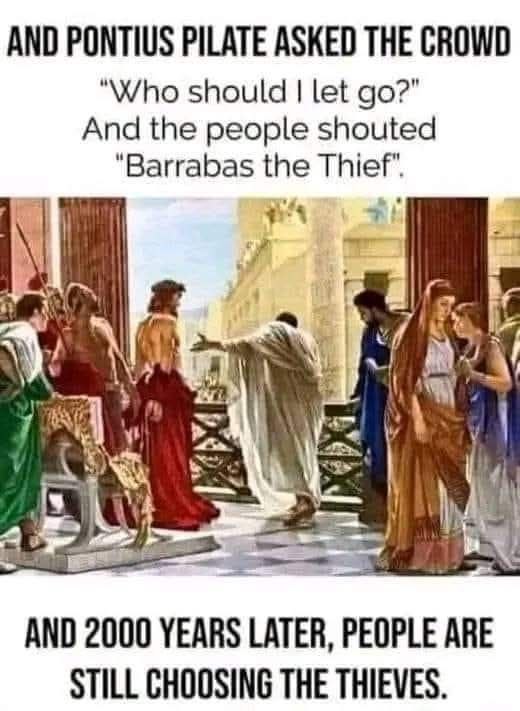 AND PONTIUS PILATE ASKED THE CROWD
"Who should I let go?"
And the people shouted
"Barrabas the Thief".
AND 2000 YEARS LATER, PEOPLE ARE
STILL CHOOSING THE THIEVES.